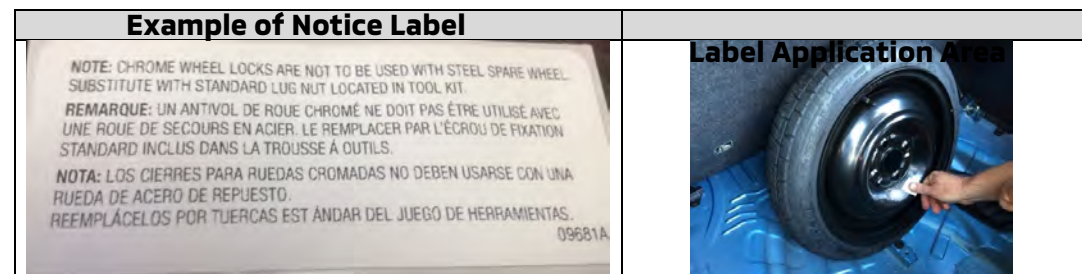 Example of Notice Label
Label Application Area
NOTE: CHROME WHEEL LOCKS ARE NOT TO BE USED WITH STEEL SPARE WHEEL.
SUBSTITUTE WITH STANDARD LUG NUT LOCATED IN TOOL KIT.
REMARQUE: UN ANTIVOL DE ROUE CHROMÉ NE DOIT PAS ÊTRE UTILISÉ AVEC
UNE ROUE DE SECOURS EN ACIER. LE REMPLACER PAR L'ÉCROU DE FIXATION
STANDARD INCLUS DANS LA TROUSSE À OUTILS.
NOTA: LOS CIERRES PARA RUEDAS CROMADAS NO DEBEN USARSE CON UNA
RUEDA DE ACERO DE REPUESTO.
REEMPLÁCELOS POR TUERCAS EST ÁNDAR DEL JUEGO DE HERRAMIENTAS.
09681A